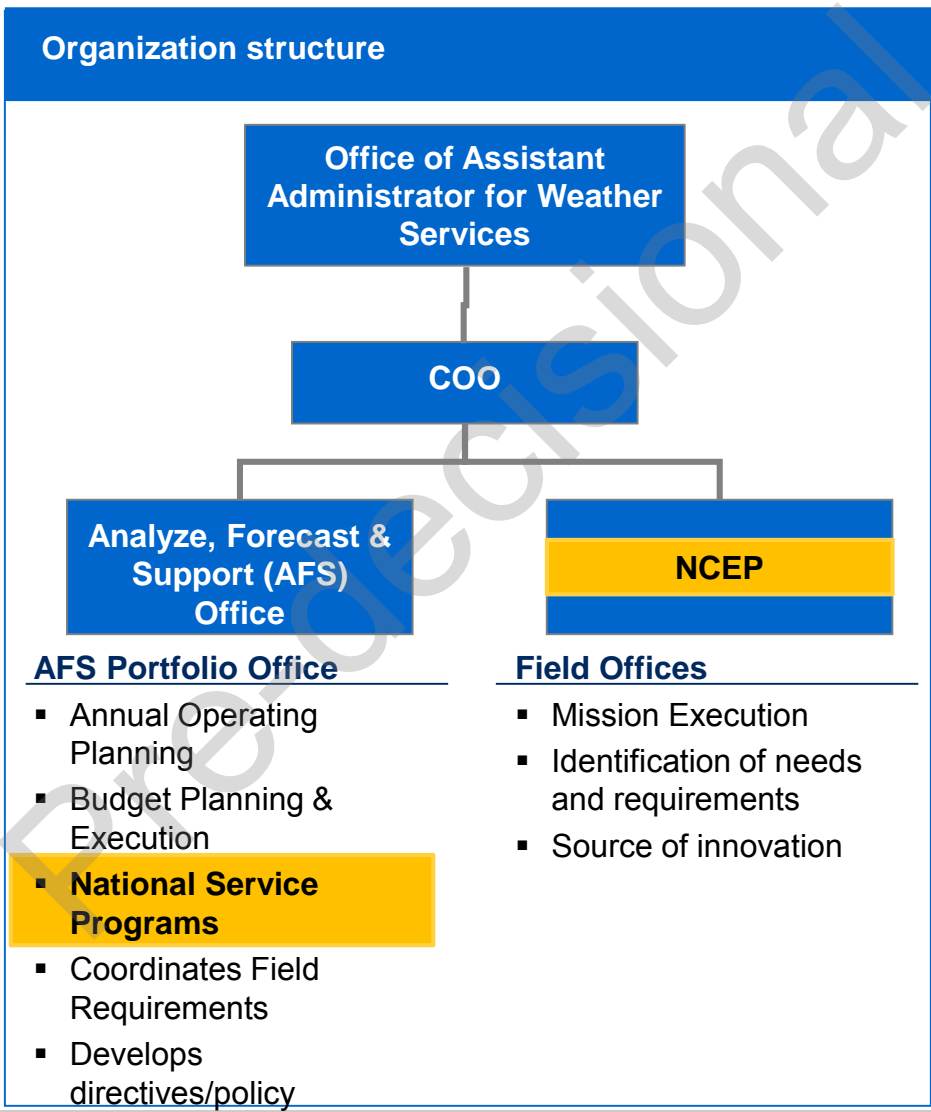 Organization structure
Office of Assistant
Administrator for Weather
Services
COO
Analyze, Forecast &
Support (AFS)
Office
NCEP
AFS Portfolio Office
▪ Annual Operating
Planning
▪ Budget Planning &
Execution
▪ National Service
Programs
▪ Coordinates Field
Requirements
▪ Develops
directives/policy
Field Offices
▪ Mission Execution
▪ Identification of needs
and requirements
▪ Source of innovation
Pre-decisional